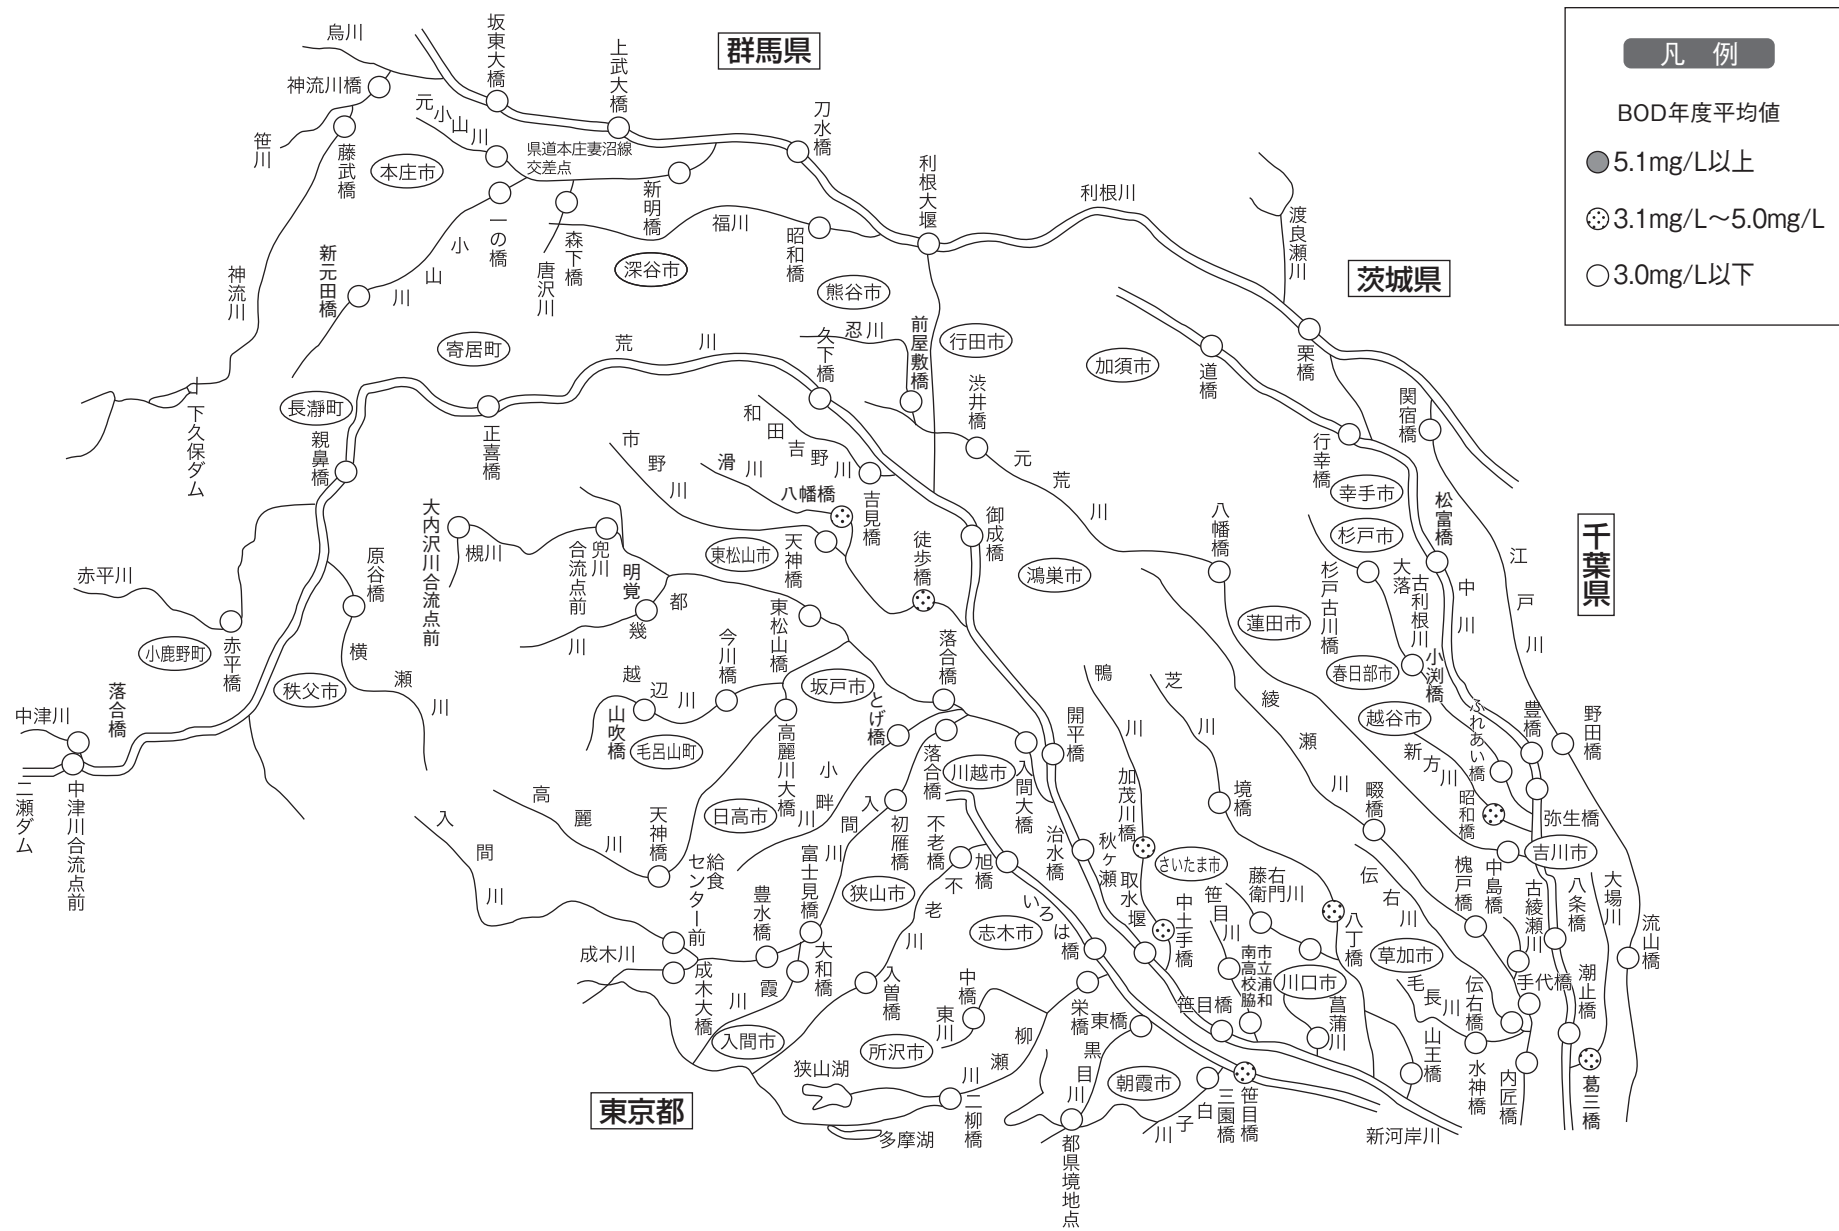 烏川
坂東大橋
上武大橋
群馬県
凡例
BOD年度平均値
5.1mg/L以上
3.1mg/L〜5.0mg/L
3.0mg/L以下
神流川橋
元小山川
刀水橋
笹川
藤武橋
本庄市
県道本庄妻沼線
交差点
新明橋
利根大堰
利根川
渡良瀬川
一の橋
森下橋
唐沢川
福川
昭和橋
深谷市
熊谷市
茨城県
神流川
新元田橋
小山川
寄居町
荒川
久下橋
忍川
前屋敷橋
行田市
加須市
道橋
栗橋
長瀞町
下久保ダム
親鼻橋
正喜橋
渋井橋
関宿橋
和田吉野川
市野川
滑川
八幡橋
吉見橋
元荒川
行幸橋
幸手市
松富橋
千葉県
大内沢川合流点前
槻川
兜川
合流点前
東松山市
天神橋
徒歩橋
御成橋
鴻巣市
八幡橋
杉戸市
杉戸古川橋
大落
古利根川
中川
江戸川
赤平川
原谷橋
明覚
都幾川
東松山橋
今川橋
落合橋
蓮田市
春日部市
小渕橋
小鹿野町
赤平橋
秩父市
横瀬川
越辺川
坂戸市
とげ橋
鴨川
芝川
綾瀬川
越谷市
ふれあい橋
豊橋
野田橋
中津川
落合橋
山吹橋
毛呂山町
高麗川大橋
落合橋
川越市
入間大橋
開平橋
新方川
昭和橋
弥生橋
二瀬ダム
中津川合流点前
高麗川
天神橋
日高市
小畔川
入間川
初雁橋
不老橋
治水橋
加茂川橋
境橋
畷橋
吉川市
入間川
給食
センター前
豊水橋
富士見橋
狭山市
不老川
旭橋
いろは橋
秋ヶ瀬取水堰
さいたま市
中土手橋
笹目川
藤右衛門川
八丁橋
伝右川
槐戸橋
中島橋
古綾瀬川
八条橋
大場川
流山橋
成木川
成木大橋
大和橋
霞川
入曽橋
志木市
草加市
市立浦和
南高校脇
川口市
菖蒲川
毛長川
伝右橋
手代橋
潮止橋
入間市
中橋
東川
所沢市
柳瀬川
栄橋
東橋
笹目橋
山王橋
水神橋
内匠橋
葛三橋
東京都
狭山湖
多摩湖
二柳橋
黒目川
朝霞市
白子川
三園橋
笹目橋
新河岸川
都県境地点